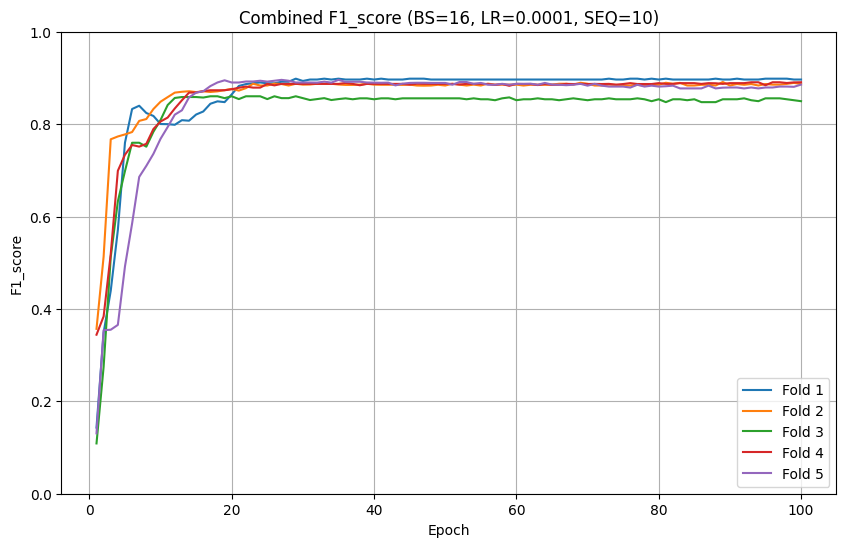 Combined F1_score (BS=16, LR=0.0001, SEQ=10)
F1_score
1.0
0.8
0.6
0.4
0.2
0.0
0 20 40 60 80 100
Epoch
Fold 1
Fold 2
Fold 3
Fold 4
Fold 5